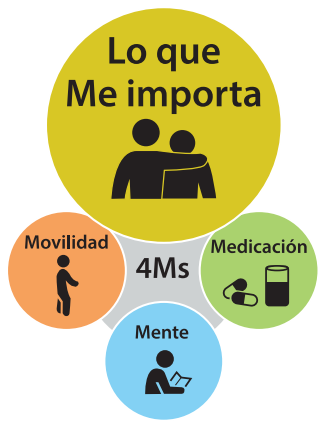 Lo que
Me importa
Movilidad
4Ms
Medicación
Mente